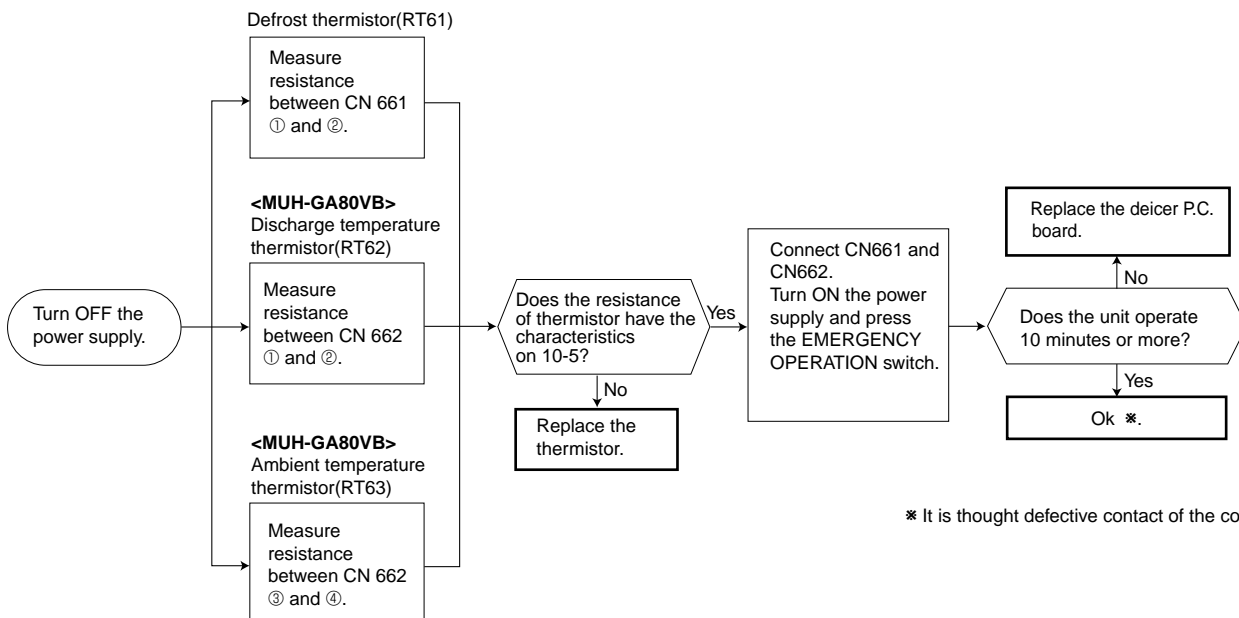 Defrost thermistor(RT61)
Measure
resistance
between CN 661
① and ②.
<MUH-GA80VB>
Discharge temperature
thermistor(RT62)
Measure
resistance
between CN 662
① and ②.
Turn OFF the
power supply.
<MUH-GA80VB>
Ambient temperature
thermistor(RT63)
Measure
resistance
between CN 662
③ and ④.
Does the resistance
of thermistor have the
characteristics
on 10-5?
Yes
No
Replace the
thermistor.
Connect CN661 and
CN662.
Turn ON the power
supply and press
the EMERGENCY
OPERATION switch.
Replace the deicer P.C.
board.
No
Does the unit operate
10 minutes or more?
Yes
Ok ※.
※ It is thought defective contact of the